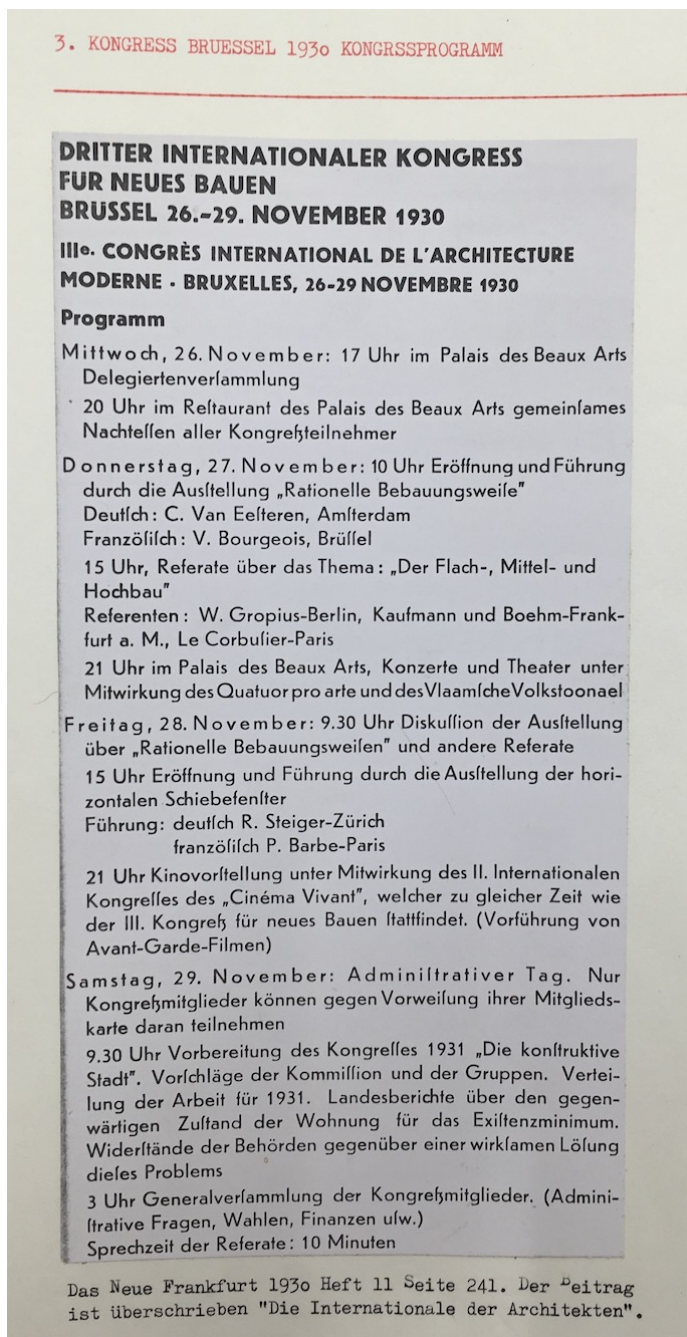 3. KONGRESS BRUESSEL 193o KONGRSSPROGRAMM
DRITTER INTERNATIONALER KONGRESS
FÜR NEUES BAUEN
BRÜSSEL 26.-29. NOVEMBER 1930
IIIe. CONGRÈS INTERNATIONAL DE L'ARCHITECTURE
MODERNE - BRUXELLES, 26-29 NOVEMBRE 1930
Programm
Mittwoch, 26. November: 17 Uhr im Palais des Beaux Arts
Delegiertenverſammlung
20 Uhr im Reſtaurant des Palais des Beaux Arts gemeinſames
Nachteſſen aller Kongreßteilnehmer
Donnerstag, 27. November: 10 Uhr Eröffnung und Führung
durch die Ausſtellung „Rationelle Bebauungsweiſe"
Deutſch: C. Van Eeſteren, Amſterdam
Franzöſiſch: V. Bourgeois, Brüſſel
15 Uhr, Referate über das Thema: „Der Flach-, Mittel- und
Hochbau"
Referenten: W. Gropius-Berlin, Kaufmann und Boehm-Frank-
furt a. M., Le Corbuſier-Paris
21 Uhr im Palais des Beaux Arts, Konzerte und Theater unter
Mitwirkung des Quatuor pro arte und des Vlaamſche Volkstoonael
Freitag, 28. November: 9.30 Uhr Diskuſſion der Ausſtellung
über „Rationelle Bebauungsweiſen" und andere Referate
15 Uhr Eröffnung und Führung durch die Ausſtellung der hori-
zontalen Schiebefenſter
Führung: deutſch R. Steiger-Zürich
franzöſiſch P. Barbe-Paris
21 Uhr Kinovorſtellung unter Mitwirkung des II. Internationalen
Kongreſſes des „Cinéma Vivant", welcher zu gleicher Zeit wie
der III. Kongreß für neues Bauen ſtattfindet. (Vorführung von
Avant-Garde-Filmen)
Samstag, 29. November: Adminiſtrativer Tag. Nur
Kongreßmitglieder können gegen Vorweiſung ihrer Mitglieds-
karte daran teilnehmen
9.30 Uhr Vorbereitung des Kongreſſes 1931 „Die konſtruktive
Stadt". Vorſchläge der Kommiſſion und der Gruppen. Vertei-
lung der Arbeit für 1931. Landesberichte über den gegen-
wärtigen Zuſtand der Wohnung für das Exiſtenzminimum.
Widerſtände der Behörden gegenüber einer wirkſamen Löſung
dieſes Problems
3 Uhr Generalverſammlung der Kongreßmitglieder. (Admini-
ſtrative Fragen, Wahlen, Finanzen uſw.)
Sprechzeit der Referate: 10 Minuten
Das Neue Frankfurt 193o Heft 11 Seite 241. Der Beitrag
ist überschrieben "Die Internationale der Architekten".